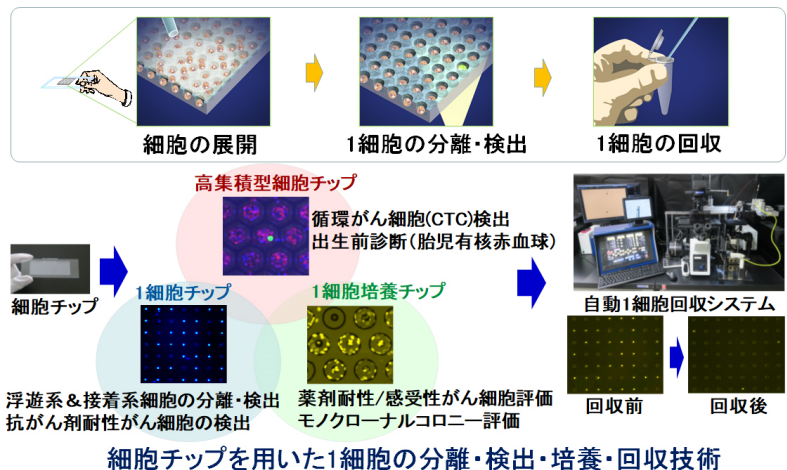 細胞の展開
1細胞の分離・検出
1細胞の回収
高集積型細胞チップ
循環がん細胞(CTC)検出
出生前診断(胎児有核赤血球)
細胞チップ
1細胞チップ
1細胞培養チップ
自動1細胞回収システム
浮遊系&接着系細胞の分離・検出
抗がん剤耐性がん細胞の検出
薬剤耐性/感受性がん細胞評価
モノクローナルコロニー評価
回収前
回収後
細胞チップを用いた1細胞の分離・検出・培養・回収技術